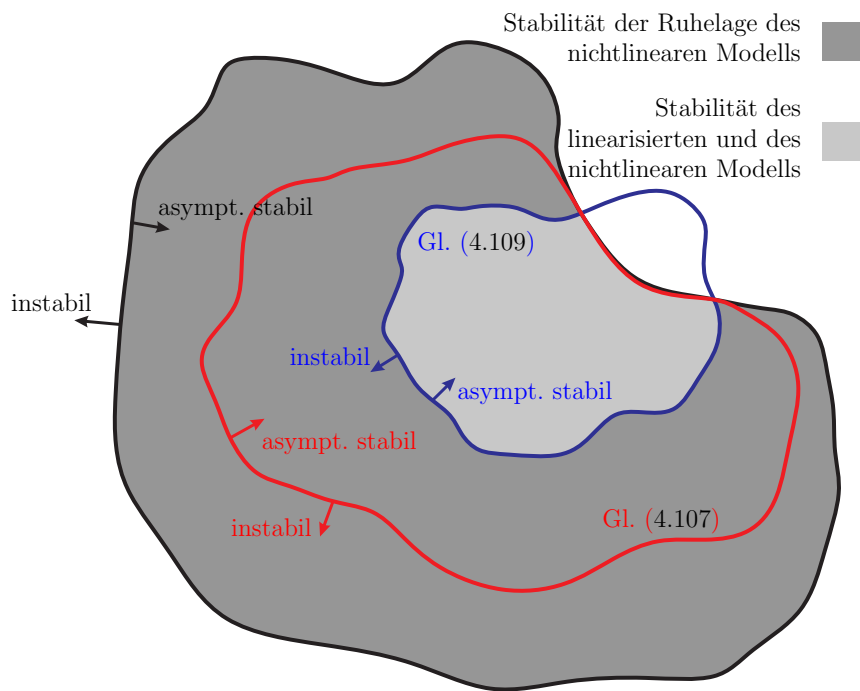 Stabilität der Ruhelage des
nichtlinearen Modells
Stabilität des
linearisierten und des
nichtlinearen Modells
asympt. stabil
Gl. (4.109)
instabil
instabil
asympt. stabil
asympt. stabil
Gl. (4.107)
instabil